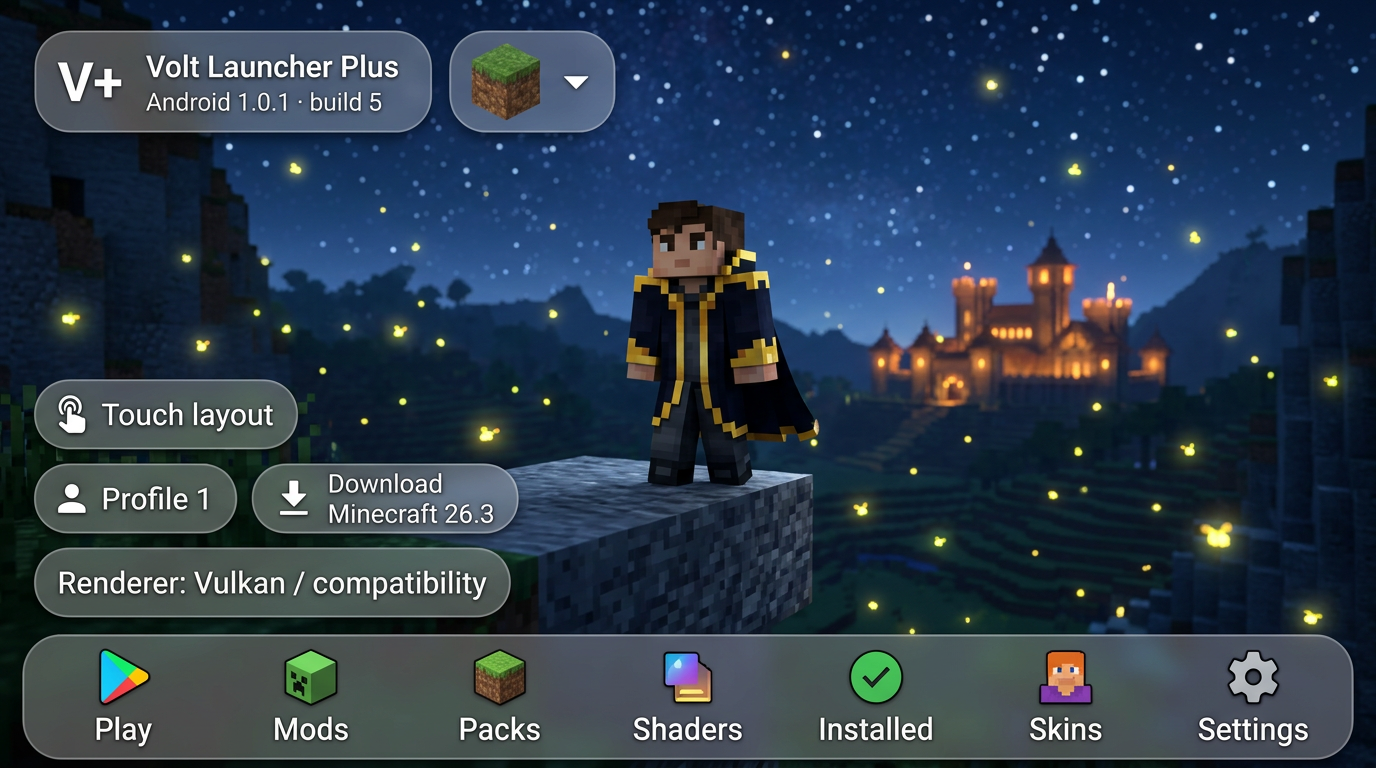 V+
Volt Launcher Plus
Android 1.0.1 · build 5
Touch layout
Profile 1
Download
Minecraft 26.3
Renderer: Vulkan / compatibility
Play
Mods
Packs
Shaders
Installed
Skins
Settings